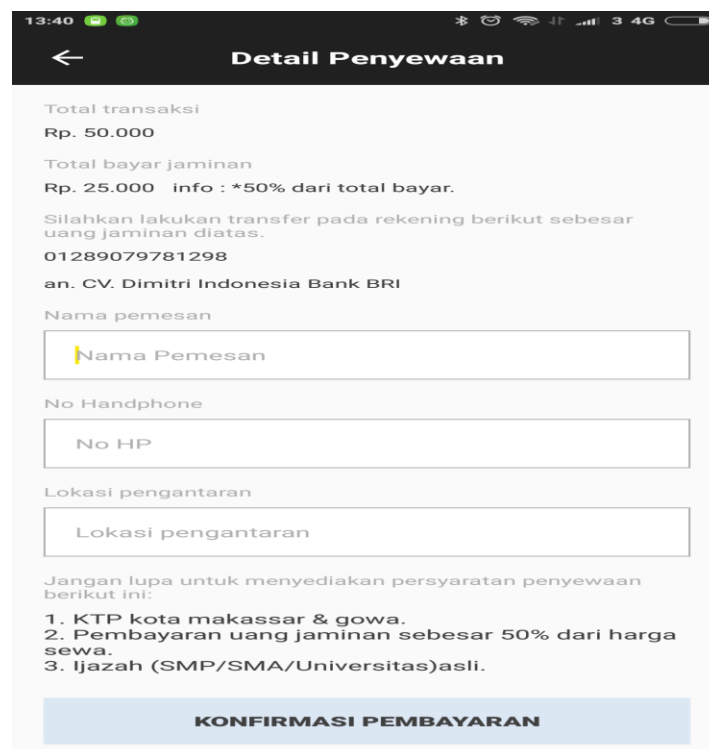 13:40 3 4G
Detail Penyewaan
Total transaksi
Rp. 50.000
Total bayar jaminan
Rp. 25.000 info : *50% dari total bayar.
Silahkan lakukan transfer pada rekening berikut sebesar
uang jaminan diatas.
01289079781298
an. CV. Dimitri Indonesia Bank BRI
Nama pemesan
Nama Pemesan
No Handphone
No HP
Lokasi pengantaran
Lokasi pengantaran
Jangan lupa untuk menyediakan persyaratan penyewaan
berikut ini:
1. KTP kota makassar & gowa.
2. Pembayaran uang jaminan sebesar 50% dari harga
sewa.
3. Ijazah (SMP/SMA/Universitas)asli.
KONFIRMASI PEMBAYARAN